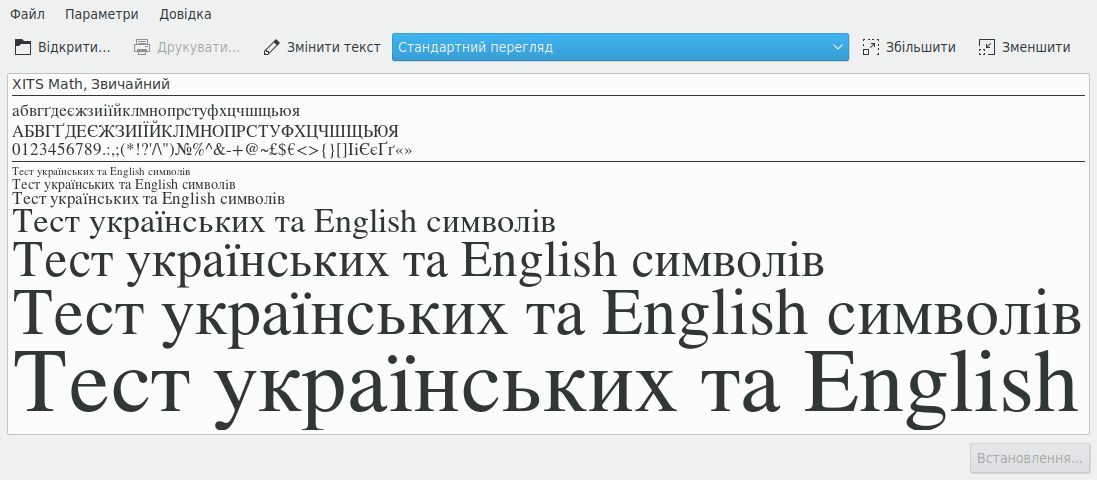 Файл Параметри Довідка
Відкрити... Друкувати... Змінити текст Стандартний перегляд Збільшити Зменшити
XITS Math, Звичайний
абвгґдеєжзиіїйклмнопрстуфхцчшщьюя
АБВГҐДЕЄЖЗИІЇЙКЛМНОПРСТУФХЦЧШЩЬЮЯ
0123456789.:,;(*!?'/\")№%^&-+@~£$€<>{}[]ІіЄєҐґ«»
Тест українських та English символів
Тест українських та English символів
Тест українських та English символів
Тест українських та English символів
Тест українських та English символів
Тест українських та English символів
Тест українських та English
Встановлення...